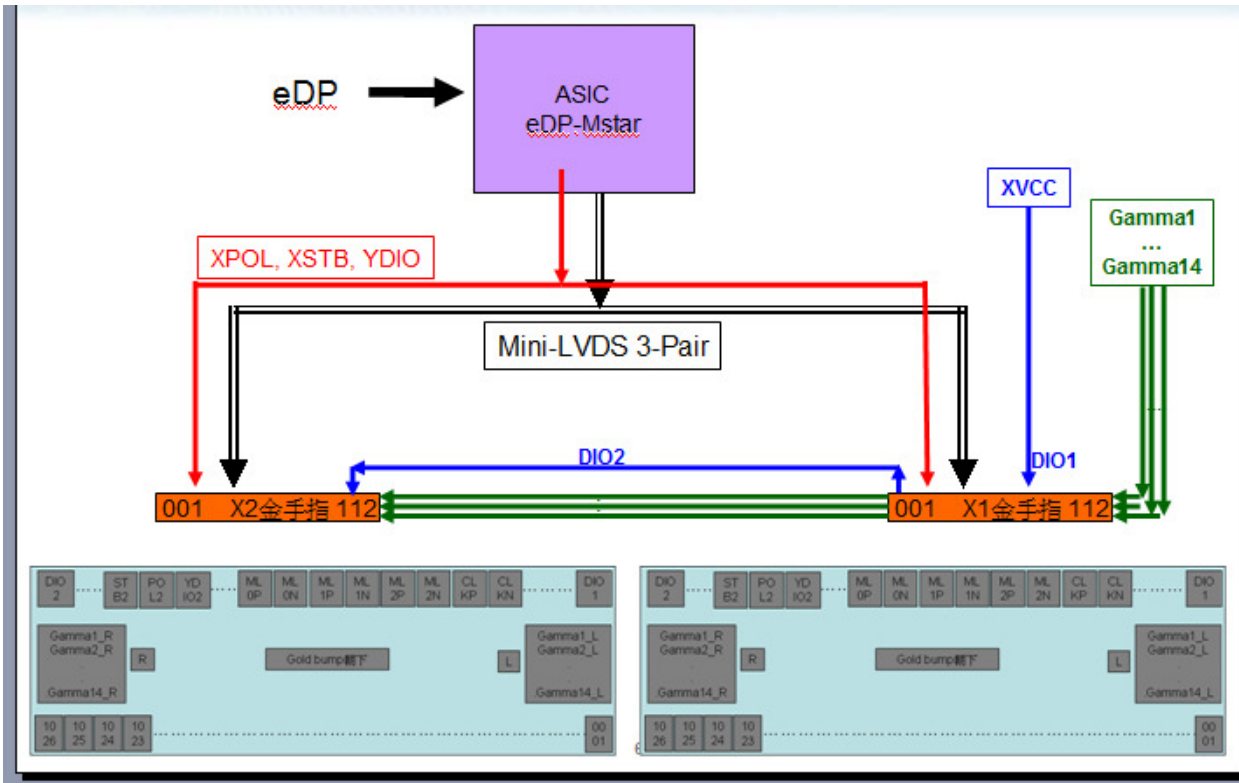 eDP
ASIC
eDP-Mstar
XVCC
Gamma1
...
Gamma14
XPOL, XSTB, YDIO
Mini-LVDS 3-Pair
DIO2
DIO1
001 X2金手指 112
001 X1金手指 112
DIO 2 ...... ST B2 PO L2 YD IO2 ...... ML 0P ML 0N ML 1P ML 1N ML 2P ML 2N CL KP CL KN ........ DIO 1
Gamma1_R
Gamma2_R
.
.Gamma14_R
R
Gold bump翻下
L
Gamma1_L
Gamma2_L
.
.Gamma14_L
10 26 10 25 10 24 10 23 ...... 00 01
DIO 2 ...... ST B2 PO L2 YD IO2 ...... ML 0P ML 0N ML 1P ML 1N ML 2P ML 2N CL KP CL KN ........ DIO 1
Gamma1_R
Gamma2_R
.
.Gamma14_R
R
Gold bump翻下
L
Gamma1_L
Gamma2_L
.
.Gamma14_L
10 26 10 25 10 24 10 23 ...... 00 01